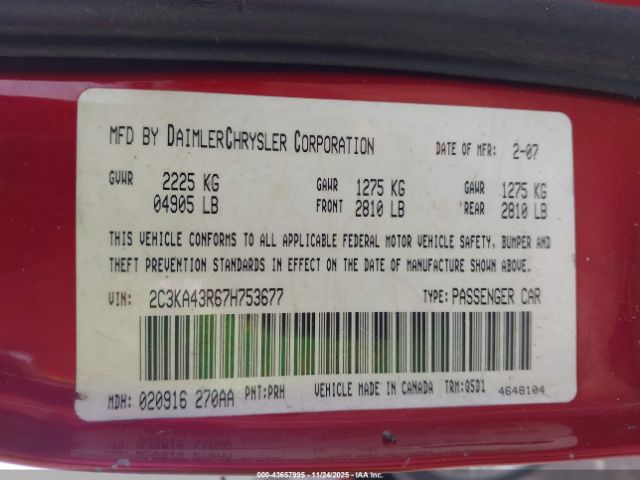 MFD BY DAIMLERCHRYSLER CORPORATION DATE OF MFR: 2-07
GVWR 2225 KG GAWR 1275 KG GAWR 1275 KG
04905 LB FRONT 2810 LB REAR 2810 LB
THIS VEHICLE CONFORMS TO ALL APPLICABLE FEDERAL MOTOR VEHICLE SAFETY, BUMPER AND
THEFT PREVENTION STANDARDS IN EFFECT ON THE DATE OF MANUFACTURE SHOWN ABOVE.
VIN: 2C3KA43R67H753677 TYPE: PASSENGER CAR
MDH: 020916 270AA PNT: PRH VEHICLE MADE IN CANADA TRM: Q5D1 4648104
© IAA - 43657995 - 11/24/2025 - IAAI.com